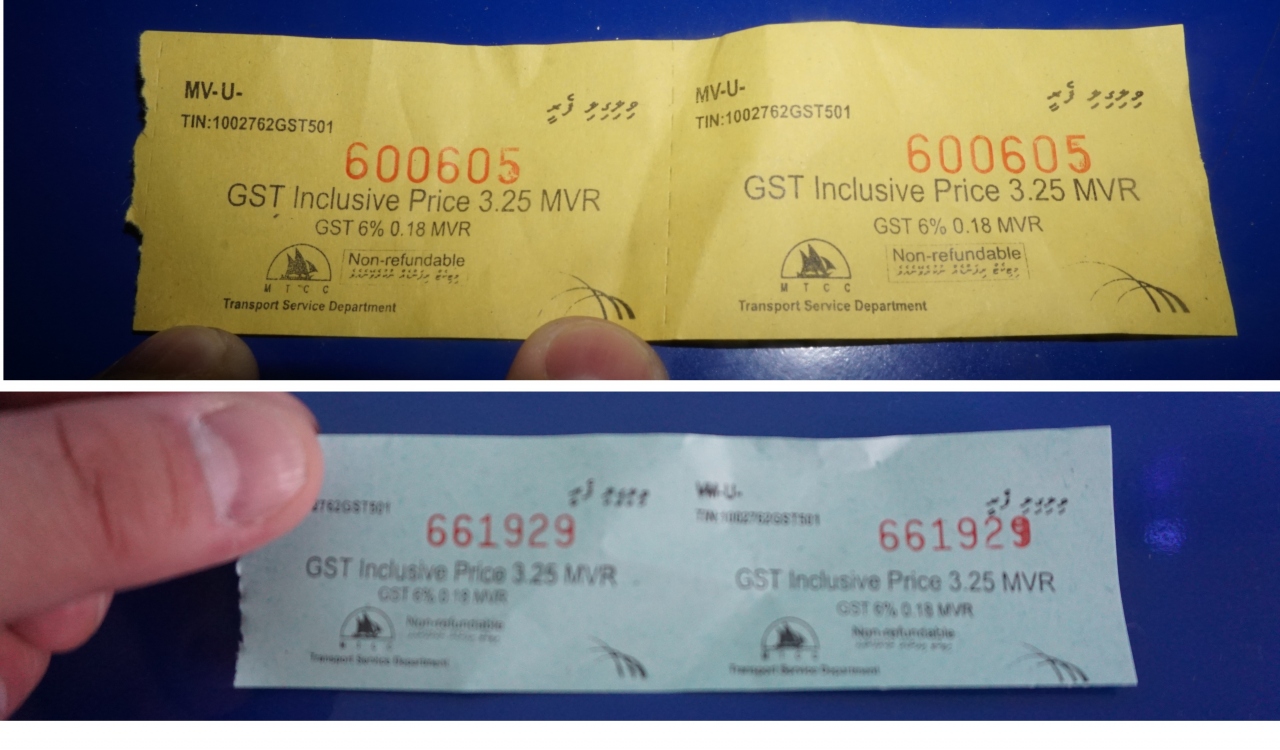 MV-U-
TIN:1002762GST501
ވިލިގިލި ފެރީ
600605
GST Inclusive Price 3.25 MVR
GST 6% 0.18 MVR
Non-refundable
M T C C
Transport Service Department
MV-U-
TIN:1002762GST501
ވިލިގިލި ފެރީ
600605
GST Inclusive Price 3.25 MVR
GST 6% 0.18 MVR
Non-refundable
M T C C
Transport Service Department
2762GST501
ވިލިގިލި ފެރީ
661929
GST Inclusive Price 3.25 MVR
GST 6% 0.18 MVR
Non-refundable
M T C C
Transport Service Department
MV-U-
TIN:1002762GST501
ވިލިގިލި ފެރީ
661929
GST Inclusive Price 3.25 MVR
GST 6% 0.18 MVR
Non-refundable
M T C C
Transport Service Department